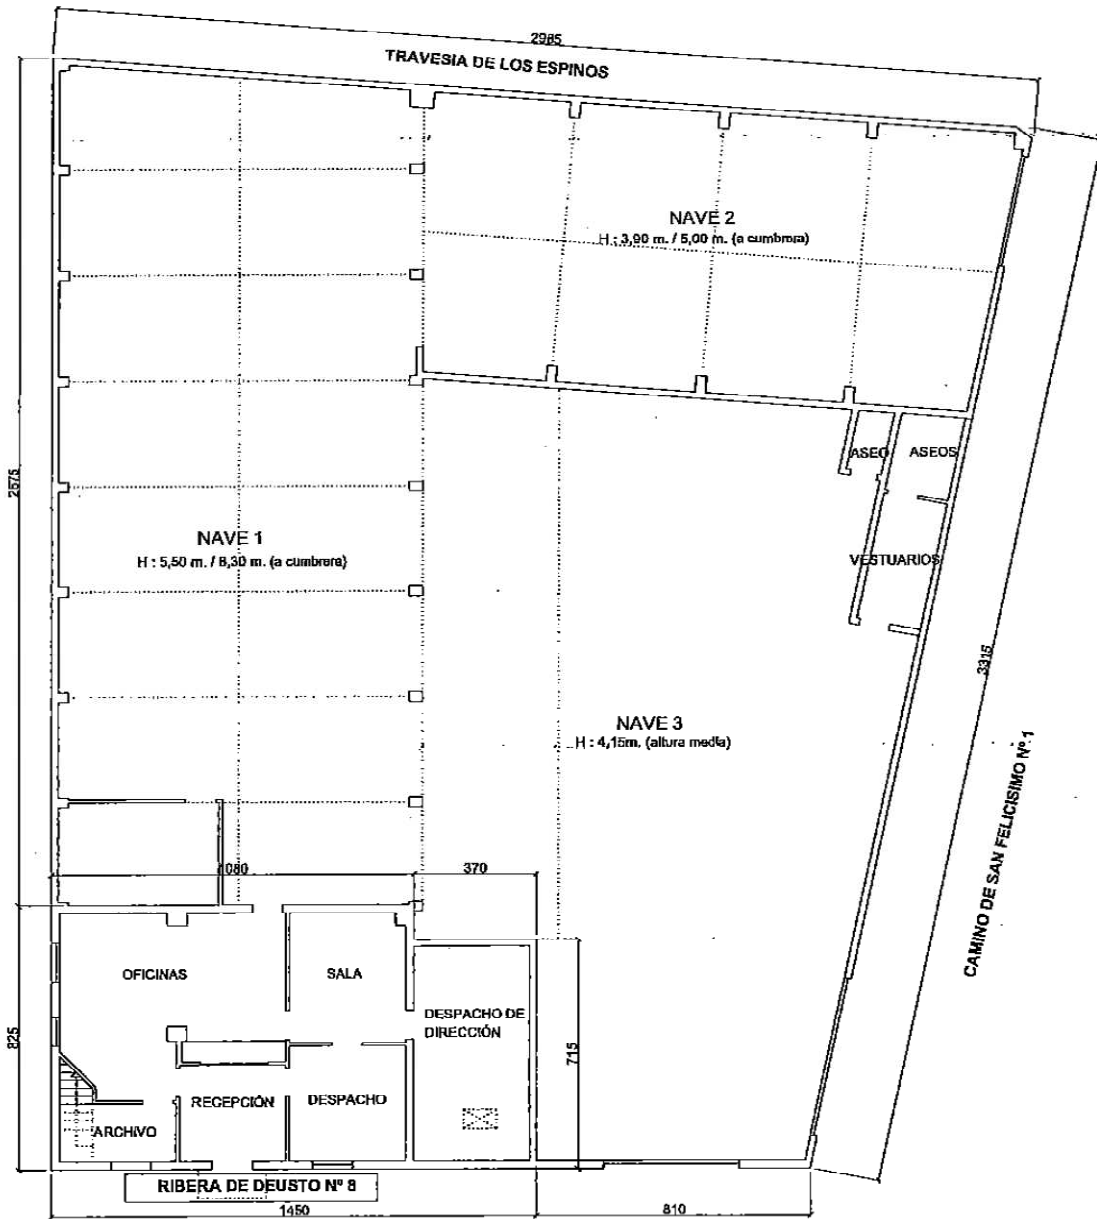 2985
TRAVESIA DE LOS ESPINOS
NAVE 2
H : 3,90 m. / 5,00 m. (a cumbrera)
ASEO
ASEOS
2575
NAVE 1
H : 5,50 m. / 8,30 m. (a cumbrera)
VESTUARIOS
3315
NAVE 3
H : 4,15m. (altura media)
CAMINO DE SAN FELICISIMO Nº 1
1080
370
OFICINAS
SALA
DESPACHO DE
DIRECCIÓN
825
715
RECEPCIÓN
DESPACHO
ARCHIVO
RIBERA DE DEUSTO Nº 8
1450
810